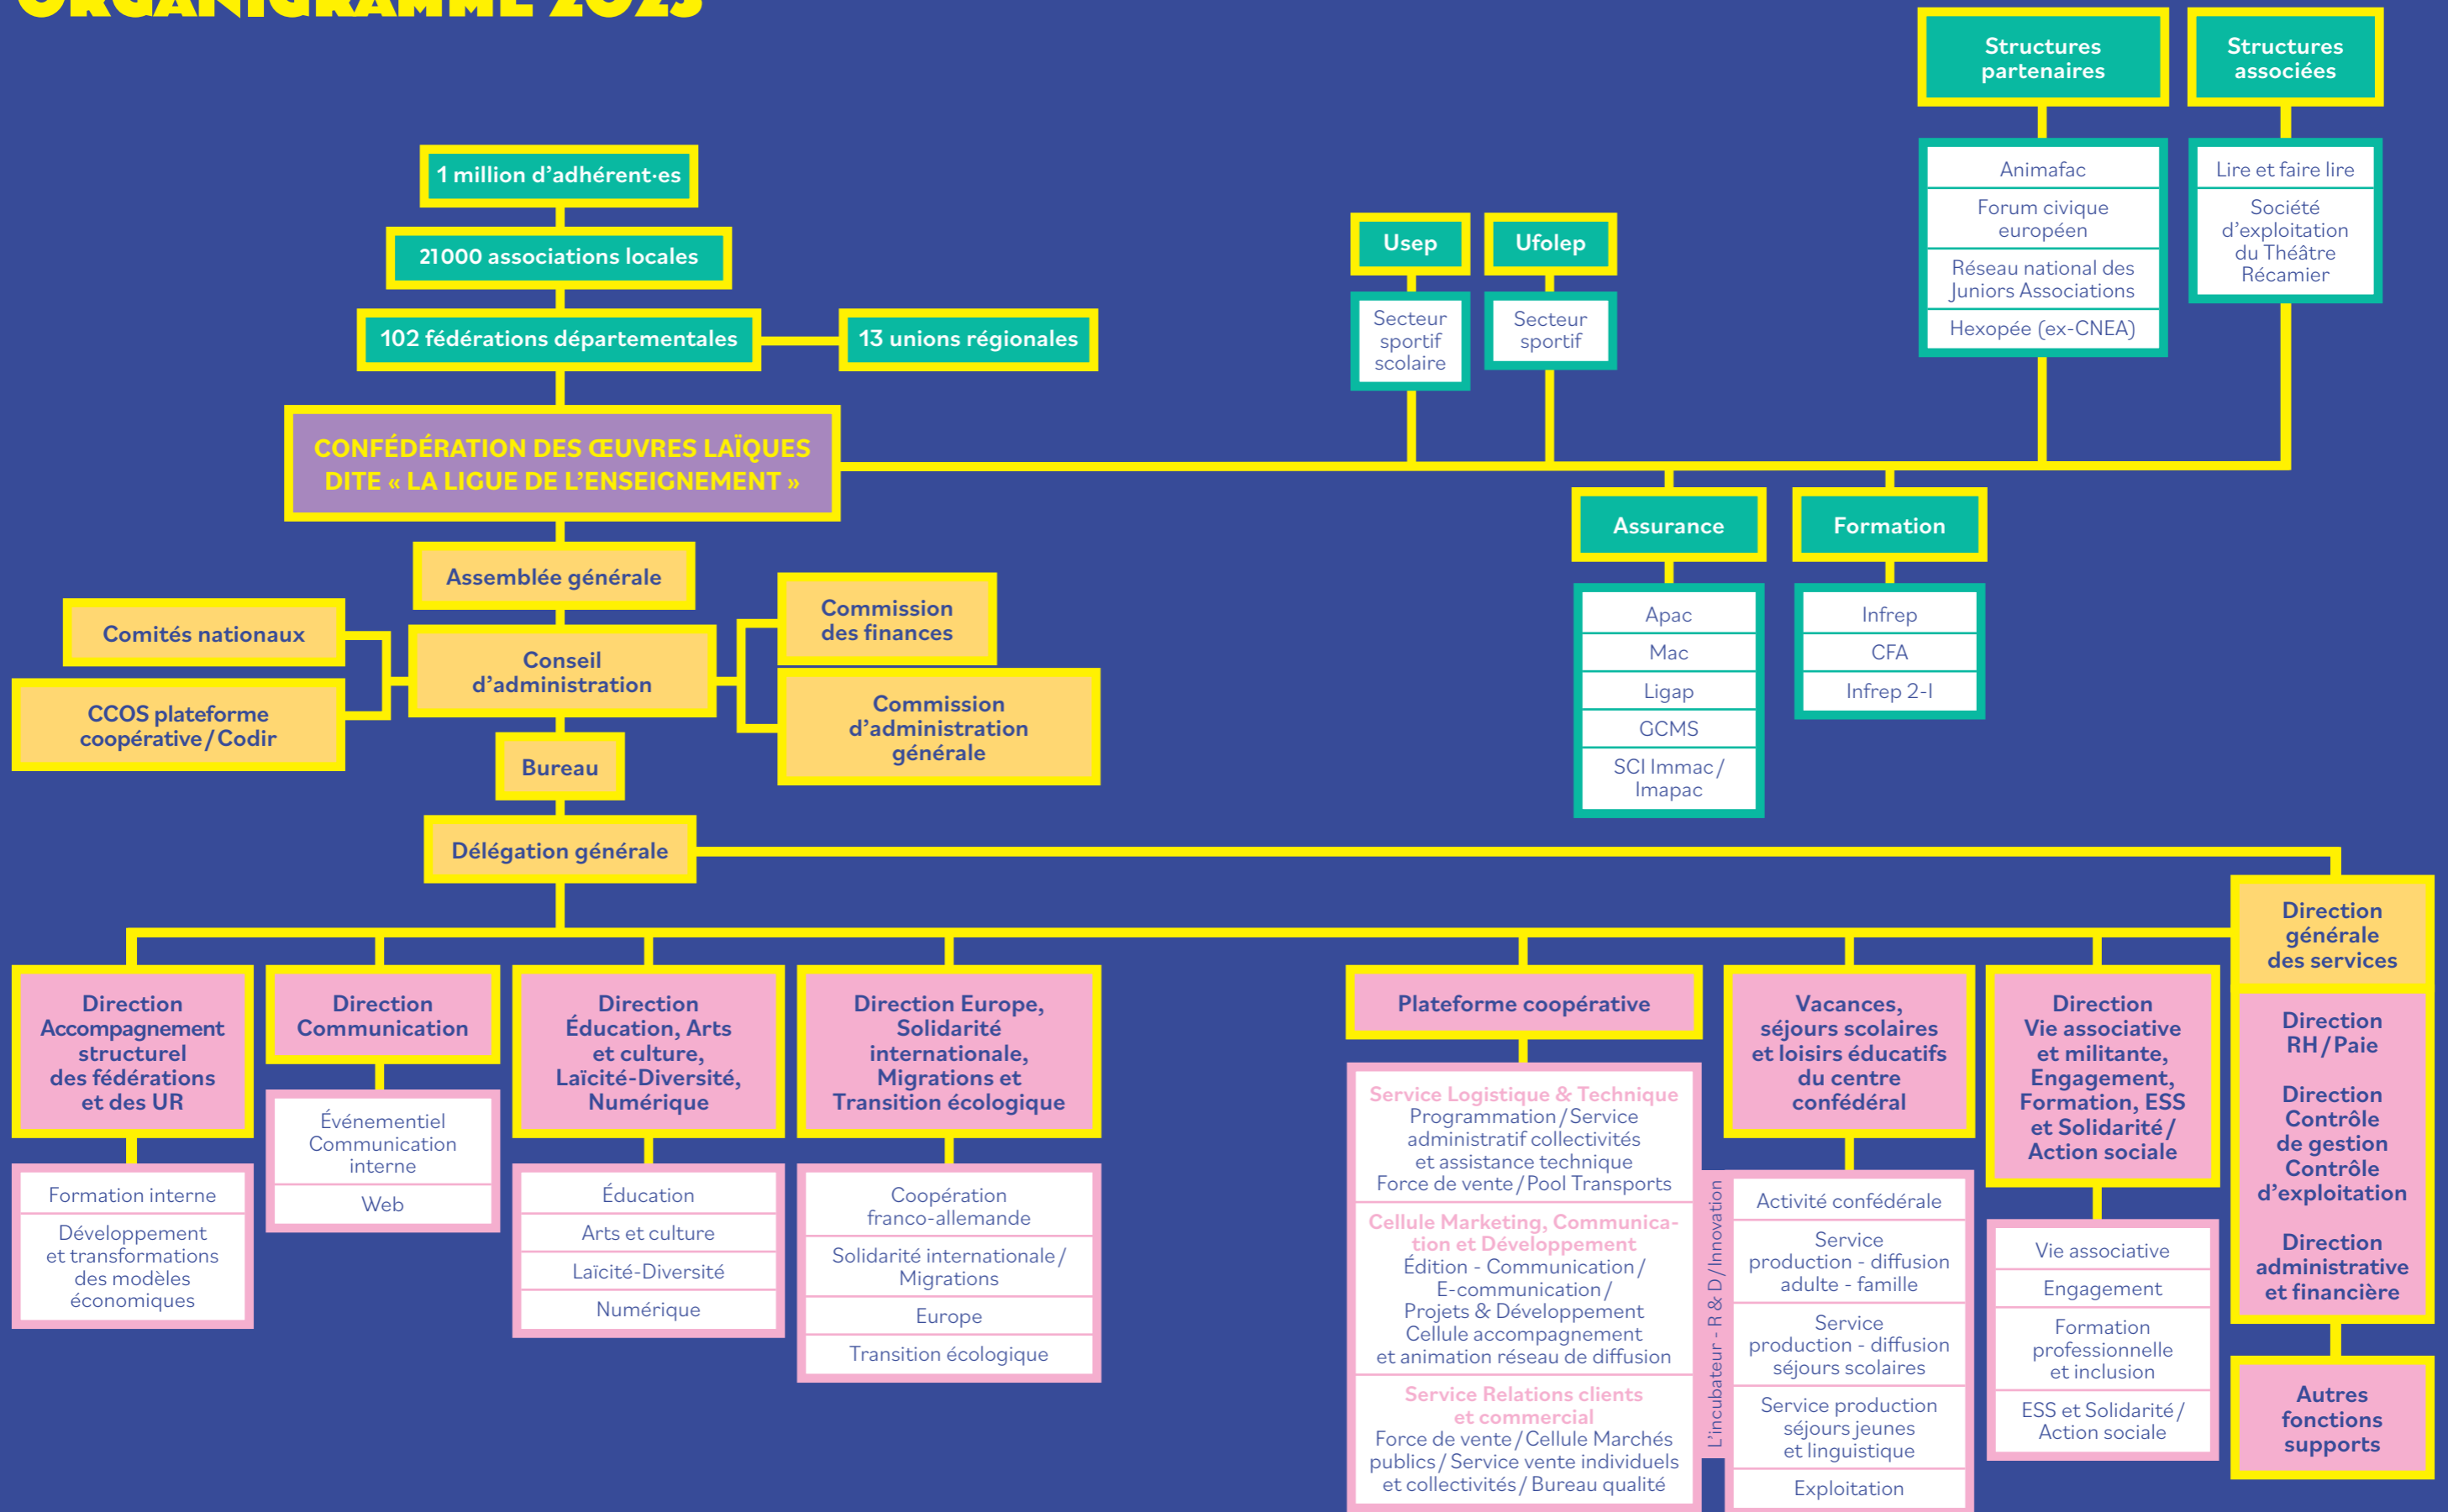 ORGANIGRAMME 2023
1 million d’adhérent·es
21000 associations locales
102 fédérations départementales
13 unions régionales
CONFÉDÉRATION DES ŒUVRES LAÏQUES
DITE « LA LIGUE DE L’ENSEIGNEMENT »
Usep
Secteur
sportif
scolaire
Ufolep
Secteur
sportif
Structures
partenaires
Animafac
Forum civique
européen
Réseau national des
Juniors Associations
Hexopée (ex-CNEA)
Structures
associées
Lire et faire lire
Société
d’exploitation
du Théâtre
Récamier
Assurance
Apac
Mac
Ligap
GCMS
SCI Immac/
Imapac
Formation
Infrep
CFA
Infrep 2-I
Assemblée générale
Comités nationaux
CCOS plateforme
coopérative/Codir
Conseil
d’administration
Commission
des finances
Commission
d’administration
générale
Bureau
Délégation générale
Direction
Accompagnement
structurel
des fédérations
et des UR
Formation interne
Développement
et transformations
des modèles
économiques
Direction
Communication
Événementiel
Communication
interne
Web
Direction
Éducation, Arts
et culture,
Laïcité-Diversité,
Numérique
Éducation
Arts et culture
Laïcité-Diversité
Numérique
Direction Europe,
Solidarité
internationale,
Migrations et
Transition écologique
Coopération
franco-allemande
Solidarité internationale/
Migrations
Europe
Transition écologique
Plateforme coopérative
Service Logistique & Technique
Programmation/Service
administratif collectivités
et assistance technique
Force de vente/Pool Transports
Cellule Marketing, Communica-
tion et Développement
Édition - Communication/
E-communication/
Projets & Développement
Cellule accompagnement
et animation réseau de diffusion
Service Relations clients
et commercial
Force de vente/Cellule Marchés
publics/Service vente individuels
et collectivités/Bureau qualité
L’incubateur - R & D/Innovation
Vacances,
séjours scolaires
et loisirs éducatifs
du centre
confédéral
Activité confédérale
Service
production - diffusion
adulte - famille
Service
production - diffusion
séjours scolaires
Service production
séjours jeunes
et linguistique
Exploitation
Direction
Vie associative
et militante,
Engagement,
Formation, ESS
et Solidarité/
Action sociale
Vie associative
Engagement
Formation
professionnelle
et inclusion
ESS et Solidarité/
Action sociale
Direction
générale
des services
Direction
RH/Paie
Direction
Contrôle
de gestion
Contrôle
d’exploitation
Direction
administrative
et financière
Autres
fonctions
supports